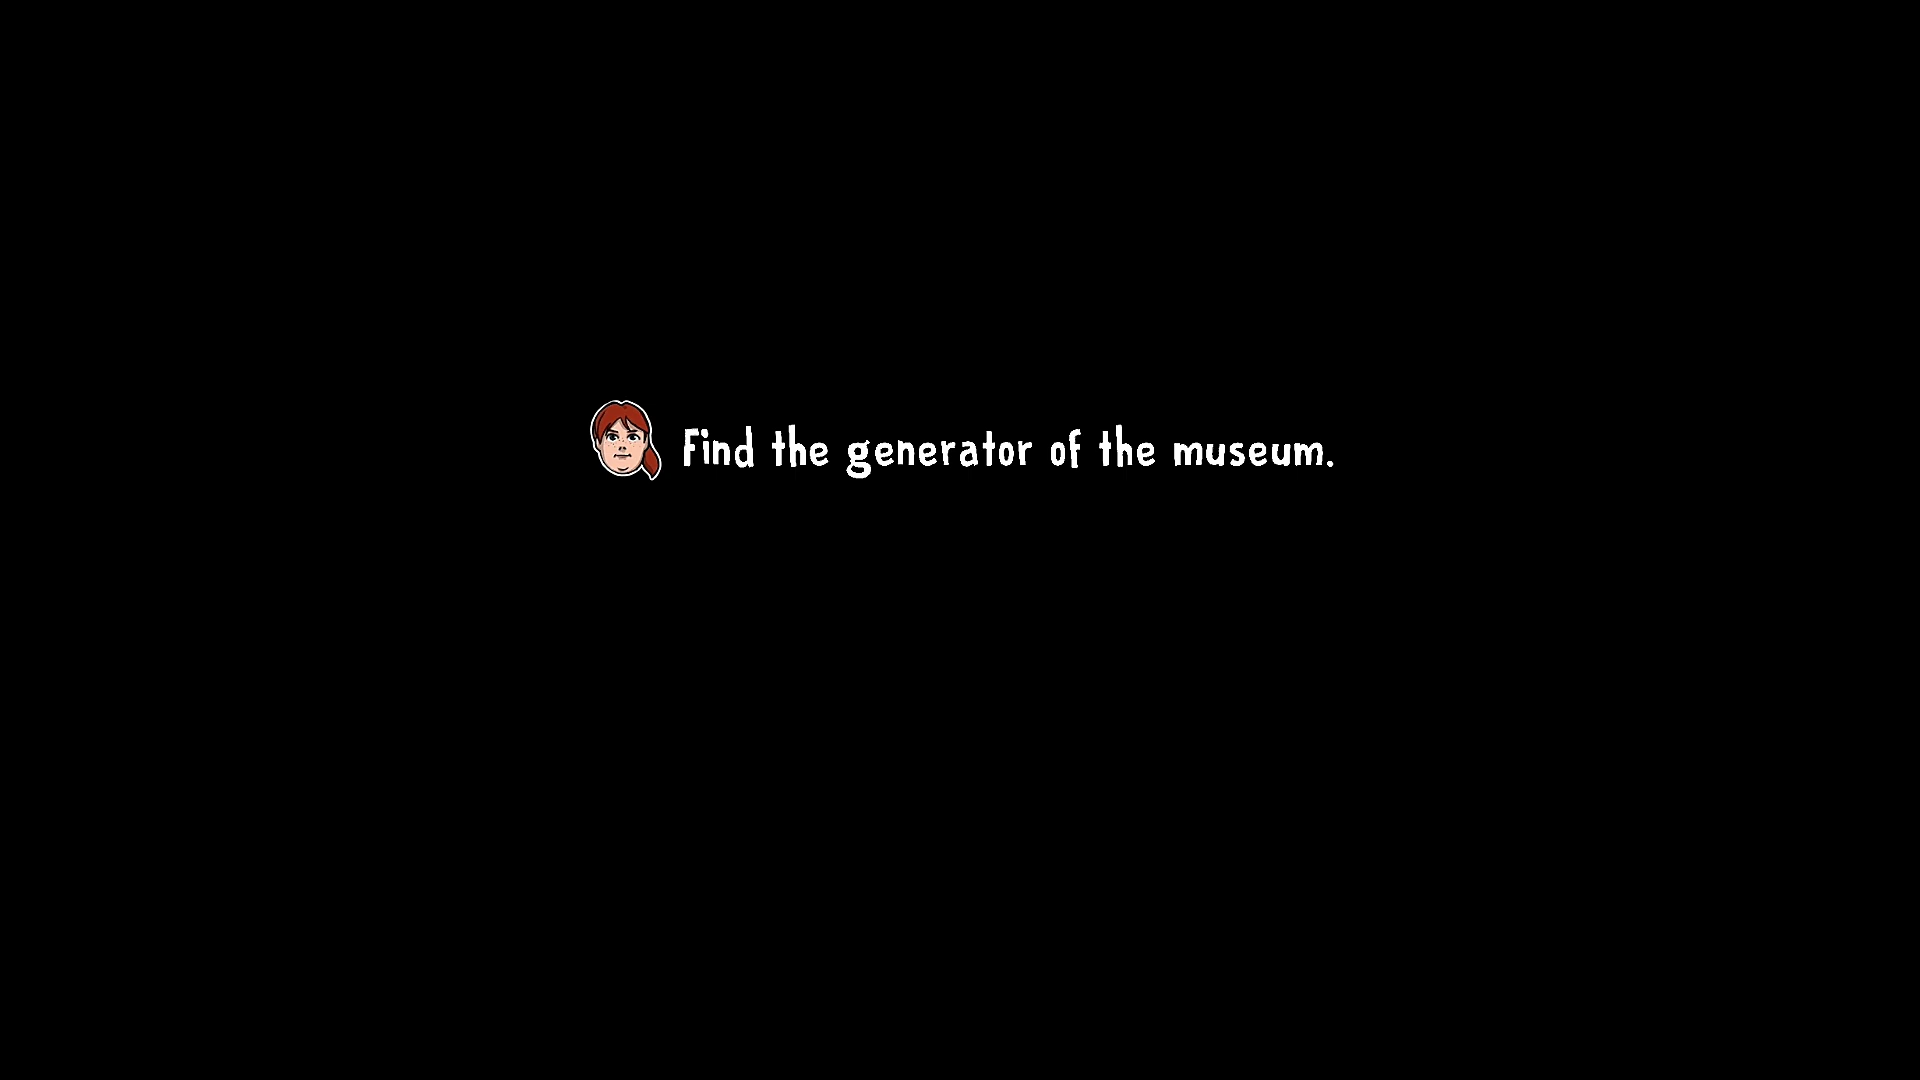 Find the generator of the museum.